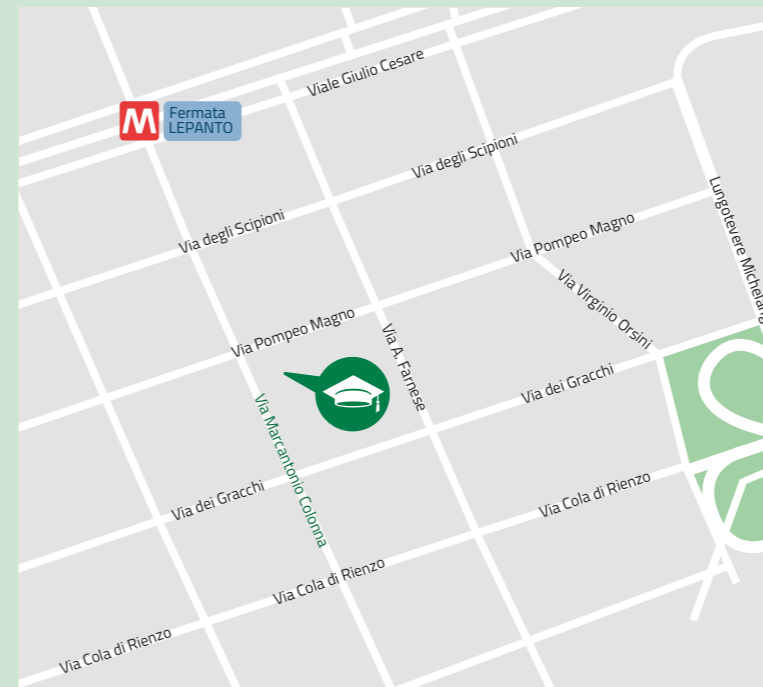 Viale Giulio Cesare
M
Fermata
LEPANTO
Via degli Scipioni
Via degli Scipioni
Lungotevere Michelang
Via Pompeo Magno
Via Virginio Orsini
Via Pompeo Magno
Via A. Farnese
Via dei Gracchi
Via Marcantonio Colonna
Via dei Gracchi
Via Cola di Rienzo
Via Cola di Rienzo
Via Cola di Rienzo